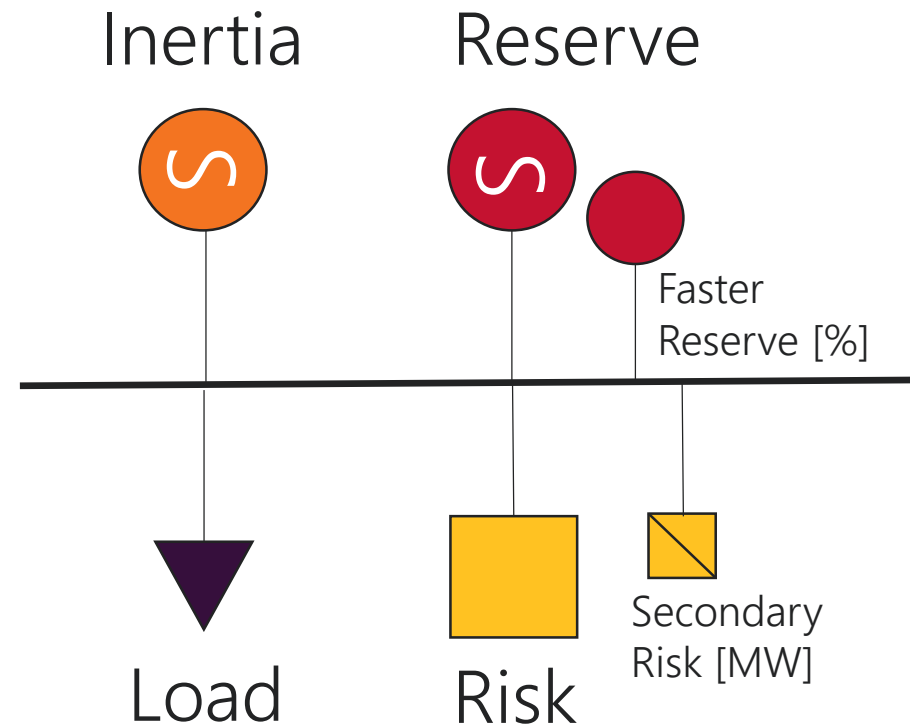 Inertia
Reserve
Faster
Reserve [%]
Secondary
Risk [MW]
Load
Risk